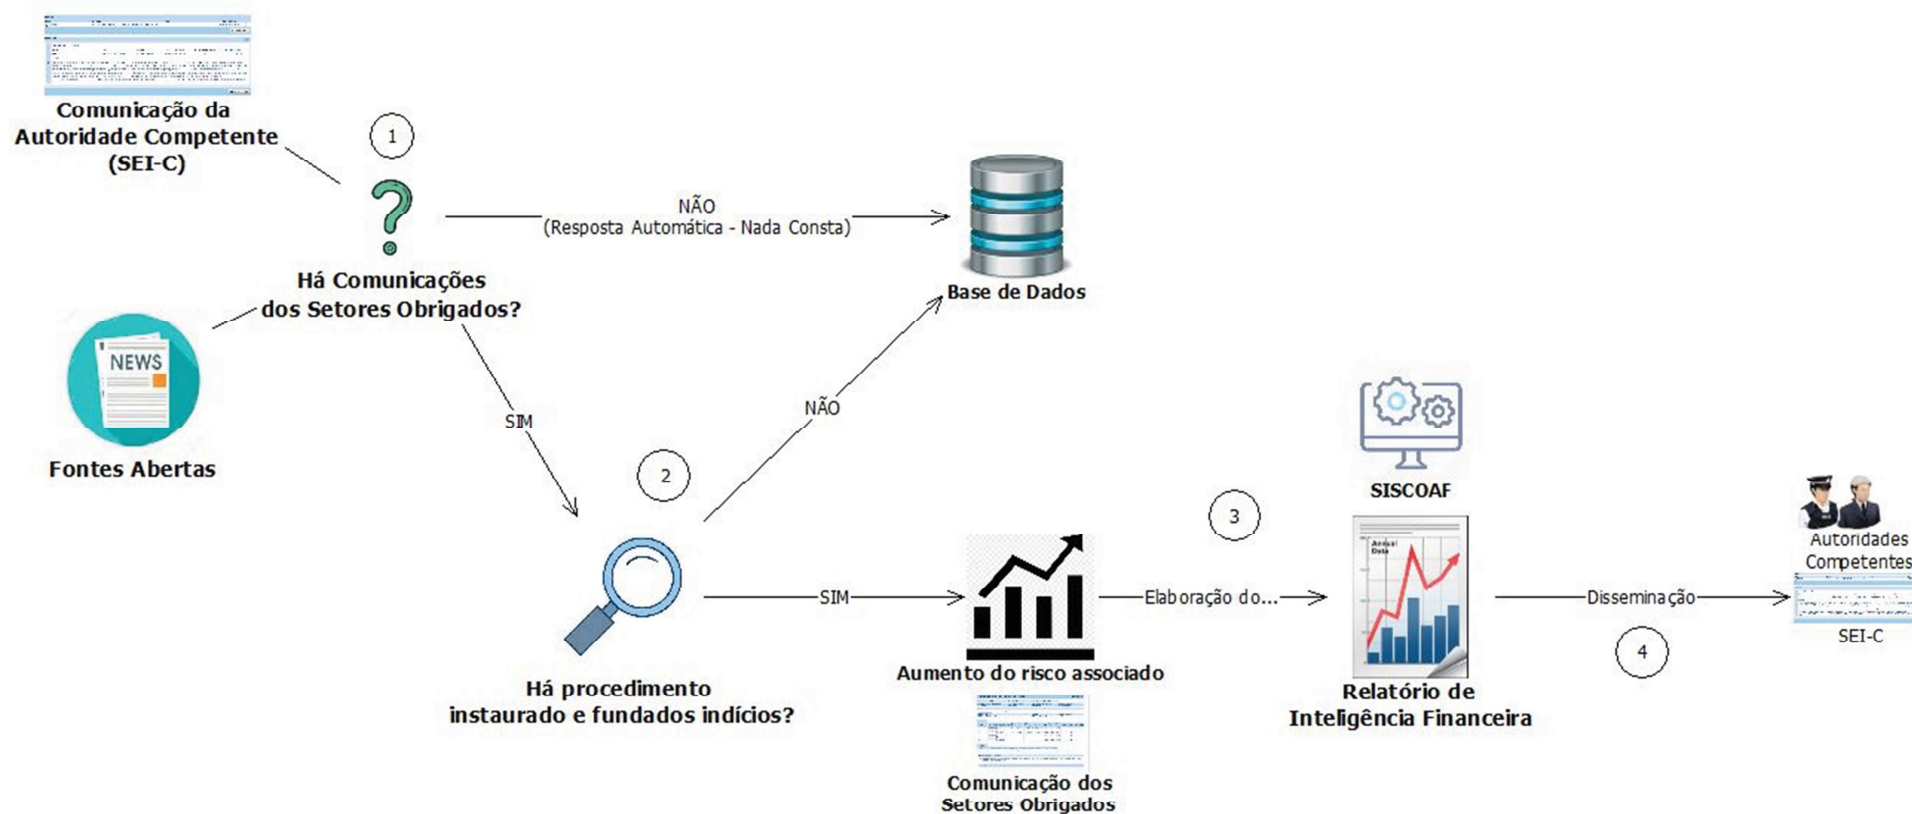 Comunicação da
Autoridade Competente
(SEI-C)
1
NÃO
(Resposta Automática - Nada Consta)
Há Comunicações
dos Setores Obrigados?
Base de Dados
NEWS
Fontes Abertas
SIM
NÃO
2
Há procedimento
instaurado e fundados indícios?
SIM
Aumento do risco associado
Comunicação dos
Setores Obrigados
3
Elaboração do...
SISCOAF
Annual
Data
Relatório de
Inteligência Financeira
Disseminação
4
Autoridades
Competentes
SEI-C